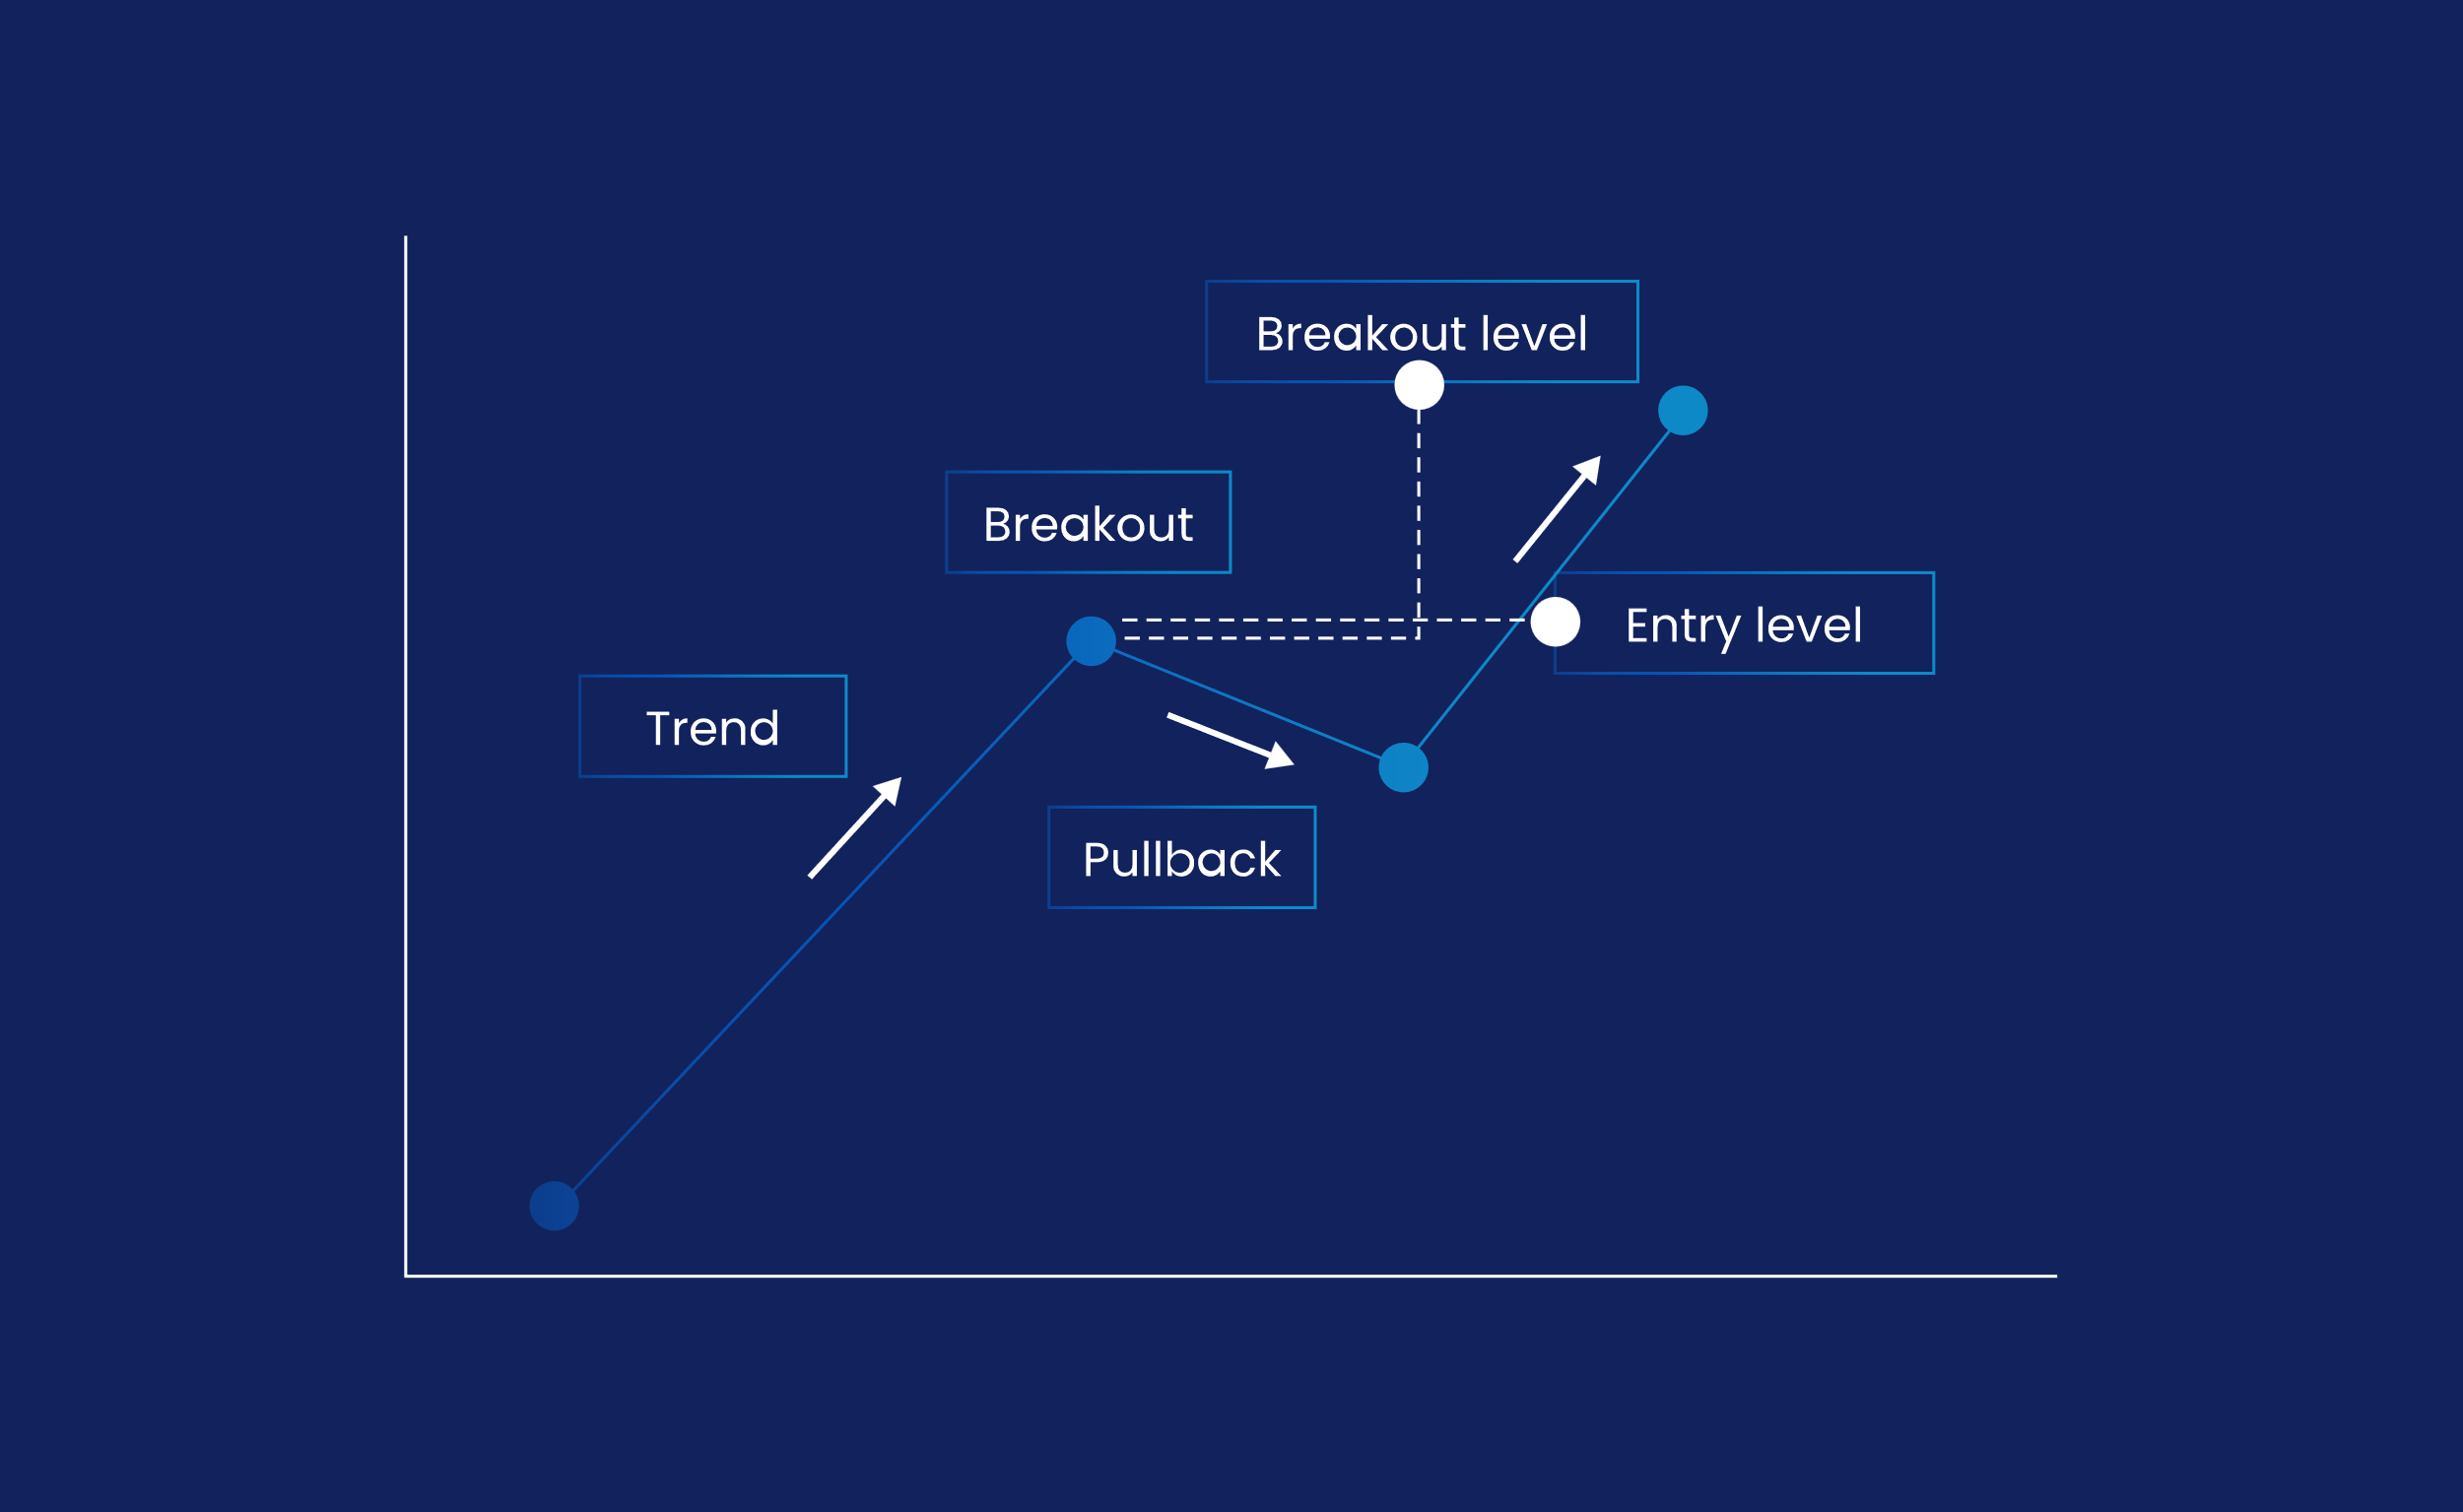 Breakout level
Breakout
Entry level
Trend
Pullback